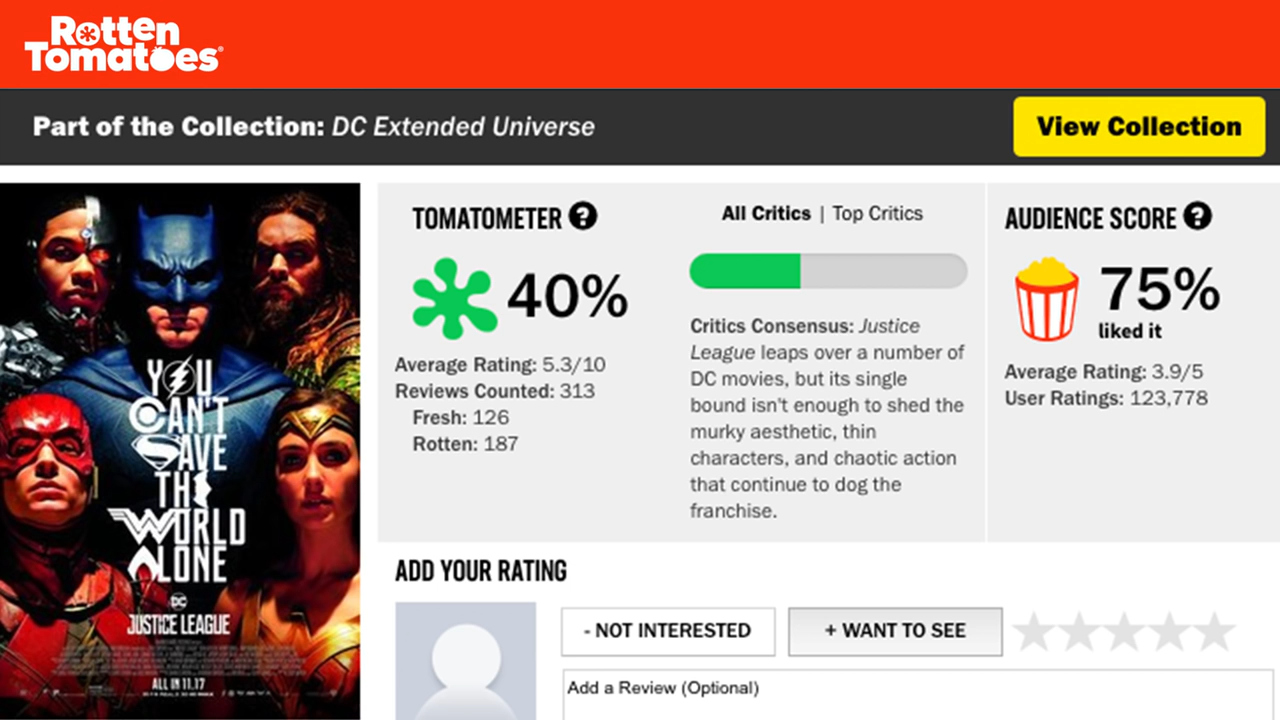 Rotten
Tomatoes
Part of the Collection: DC Extended Universe
View Collection
YOU
CAN'T
SAVE
THE
WORLD
ALONE
DC
JUSTICE LEAGUE
ALL IN 11.17
TOMATOMETER ?
40%
Average Rating: 5.3/10
Reviews Counted: 313
Fresh: 126
Rotten: 187
All Critics | Top Critics
Critics Consensus: Justice
League leaps over a number of
DC movies, but its single
bound isn't enough to shed the
murky aesthetic, thin
characters, and chaotic action
that continue to dog the
franchise.
AUDIENCE SCORE ?
75%
liked it
Average Rating: 3.9/5
User Ratings: 123,778
ADD YOUR RATING
- NOT INTERESTED
+ WANT TO SEE
Add a Review (Optional)